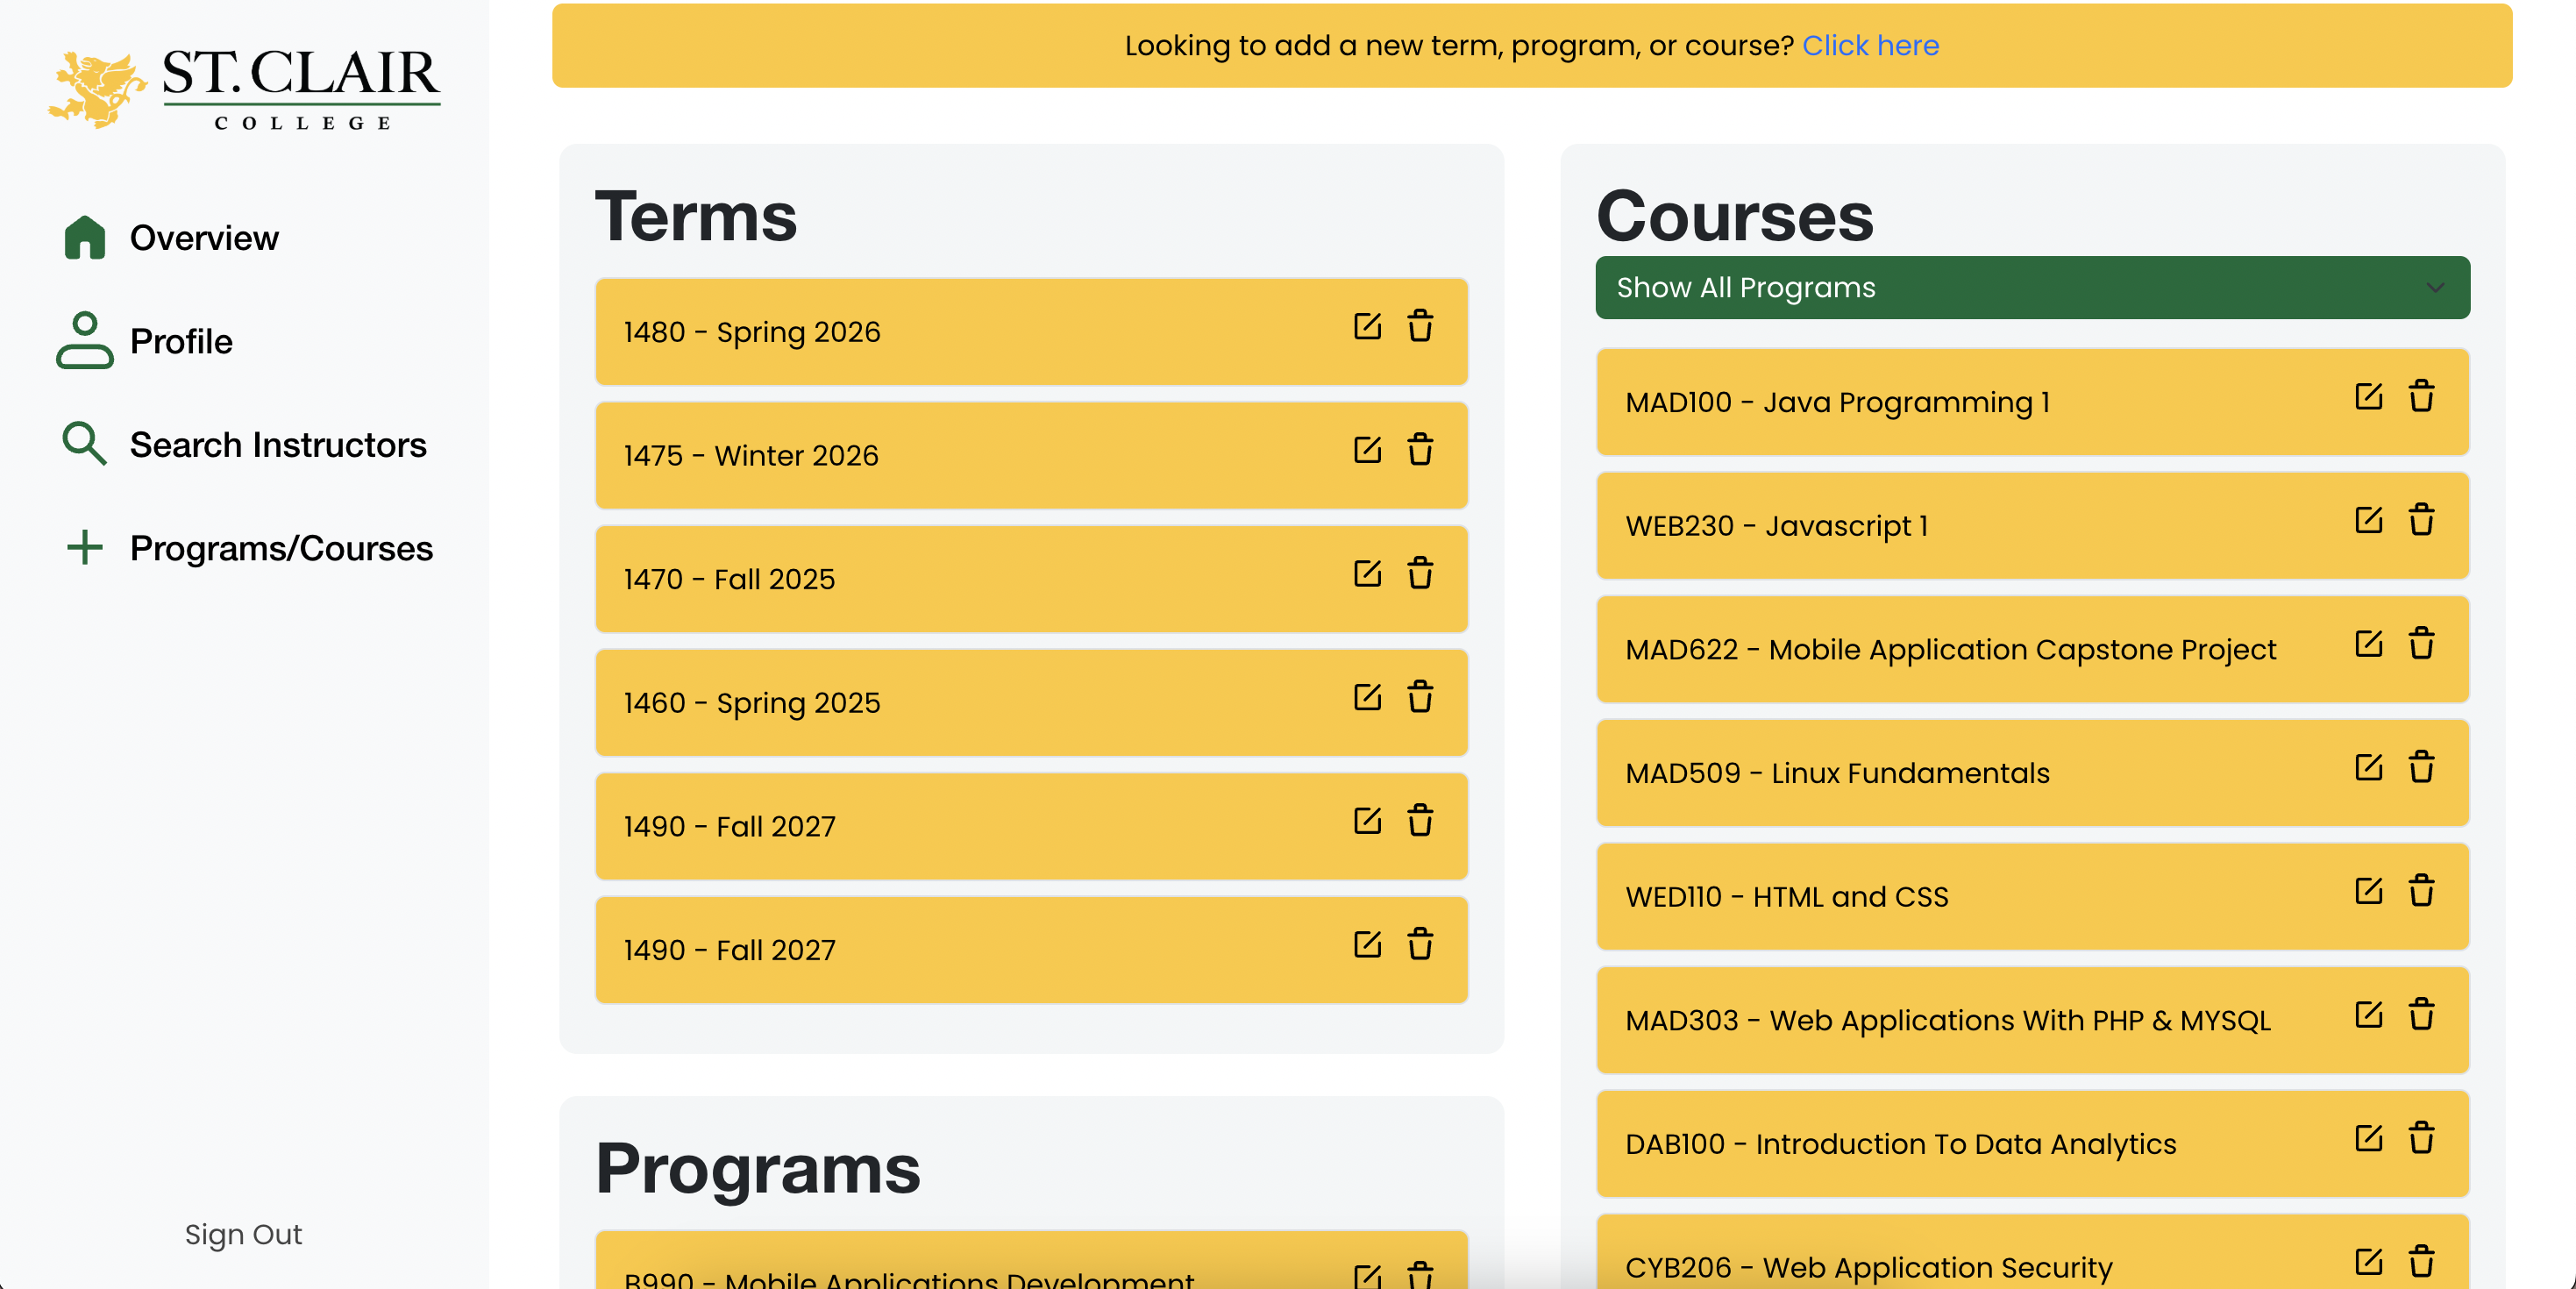 ST. CLAIR
COLLEGE
Overview
Profile
Search Instructors
Programs/Courses
Sign Out
Looking to add a new term, program, or course? Click here
Terms
1480 - Spring 2026
1475 - Winter 2026
1470 - Fall 2025
1460 - Spring 2025
1490 - Fall 2027
1490 - Fall 2027
Programs
B990 - Mobile Applications Development
Courses
Show All Programs
MAD100 - Java Programming 1
WEB230 - Javascript 1
MAD622 - Mobile Application Capstone Project
MAD509 - Linux Fundamentals
WED110 - HTML and CSS
MAD303 - Web Applications With PHP & MYSQL
DAB100 - Introduction To Data Analytics
CYB206 - Web Application Security